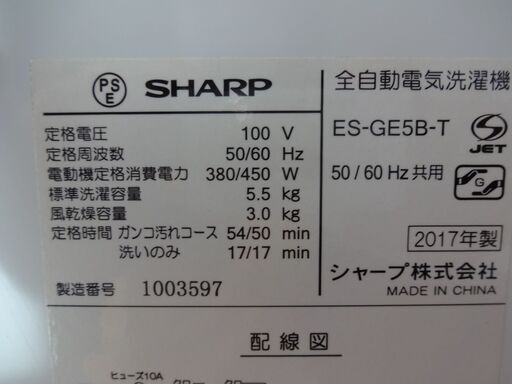 PS
E
SHARP
定格電圧 100 V
定格周波数 50/60 Hz
電動機定格消費電力 380/450 W
標準洗濯容量 5.5 kg
風乾燥容量 3.0 kg
定格時間 ガンコ汚れコース 54/50 min
洗いのみ 17/17 min
製造番号 1003597
全自動電気洗濯機
ES-GE5B-T
JET
50/60 Hz共用
G
2017年製
シャープ株式会社
MADE IN CHINA
配線図
ヒューズ10A